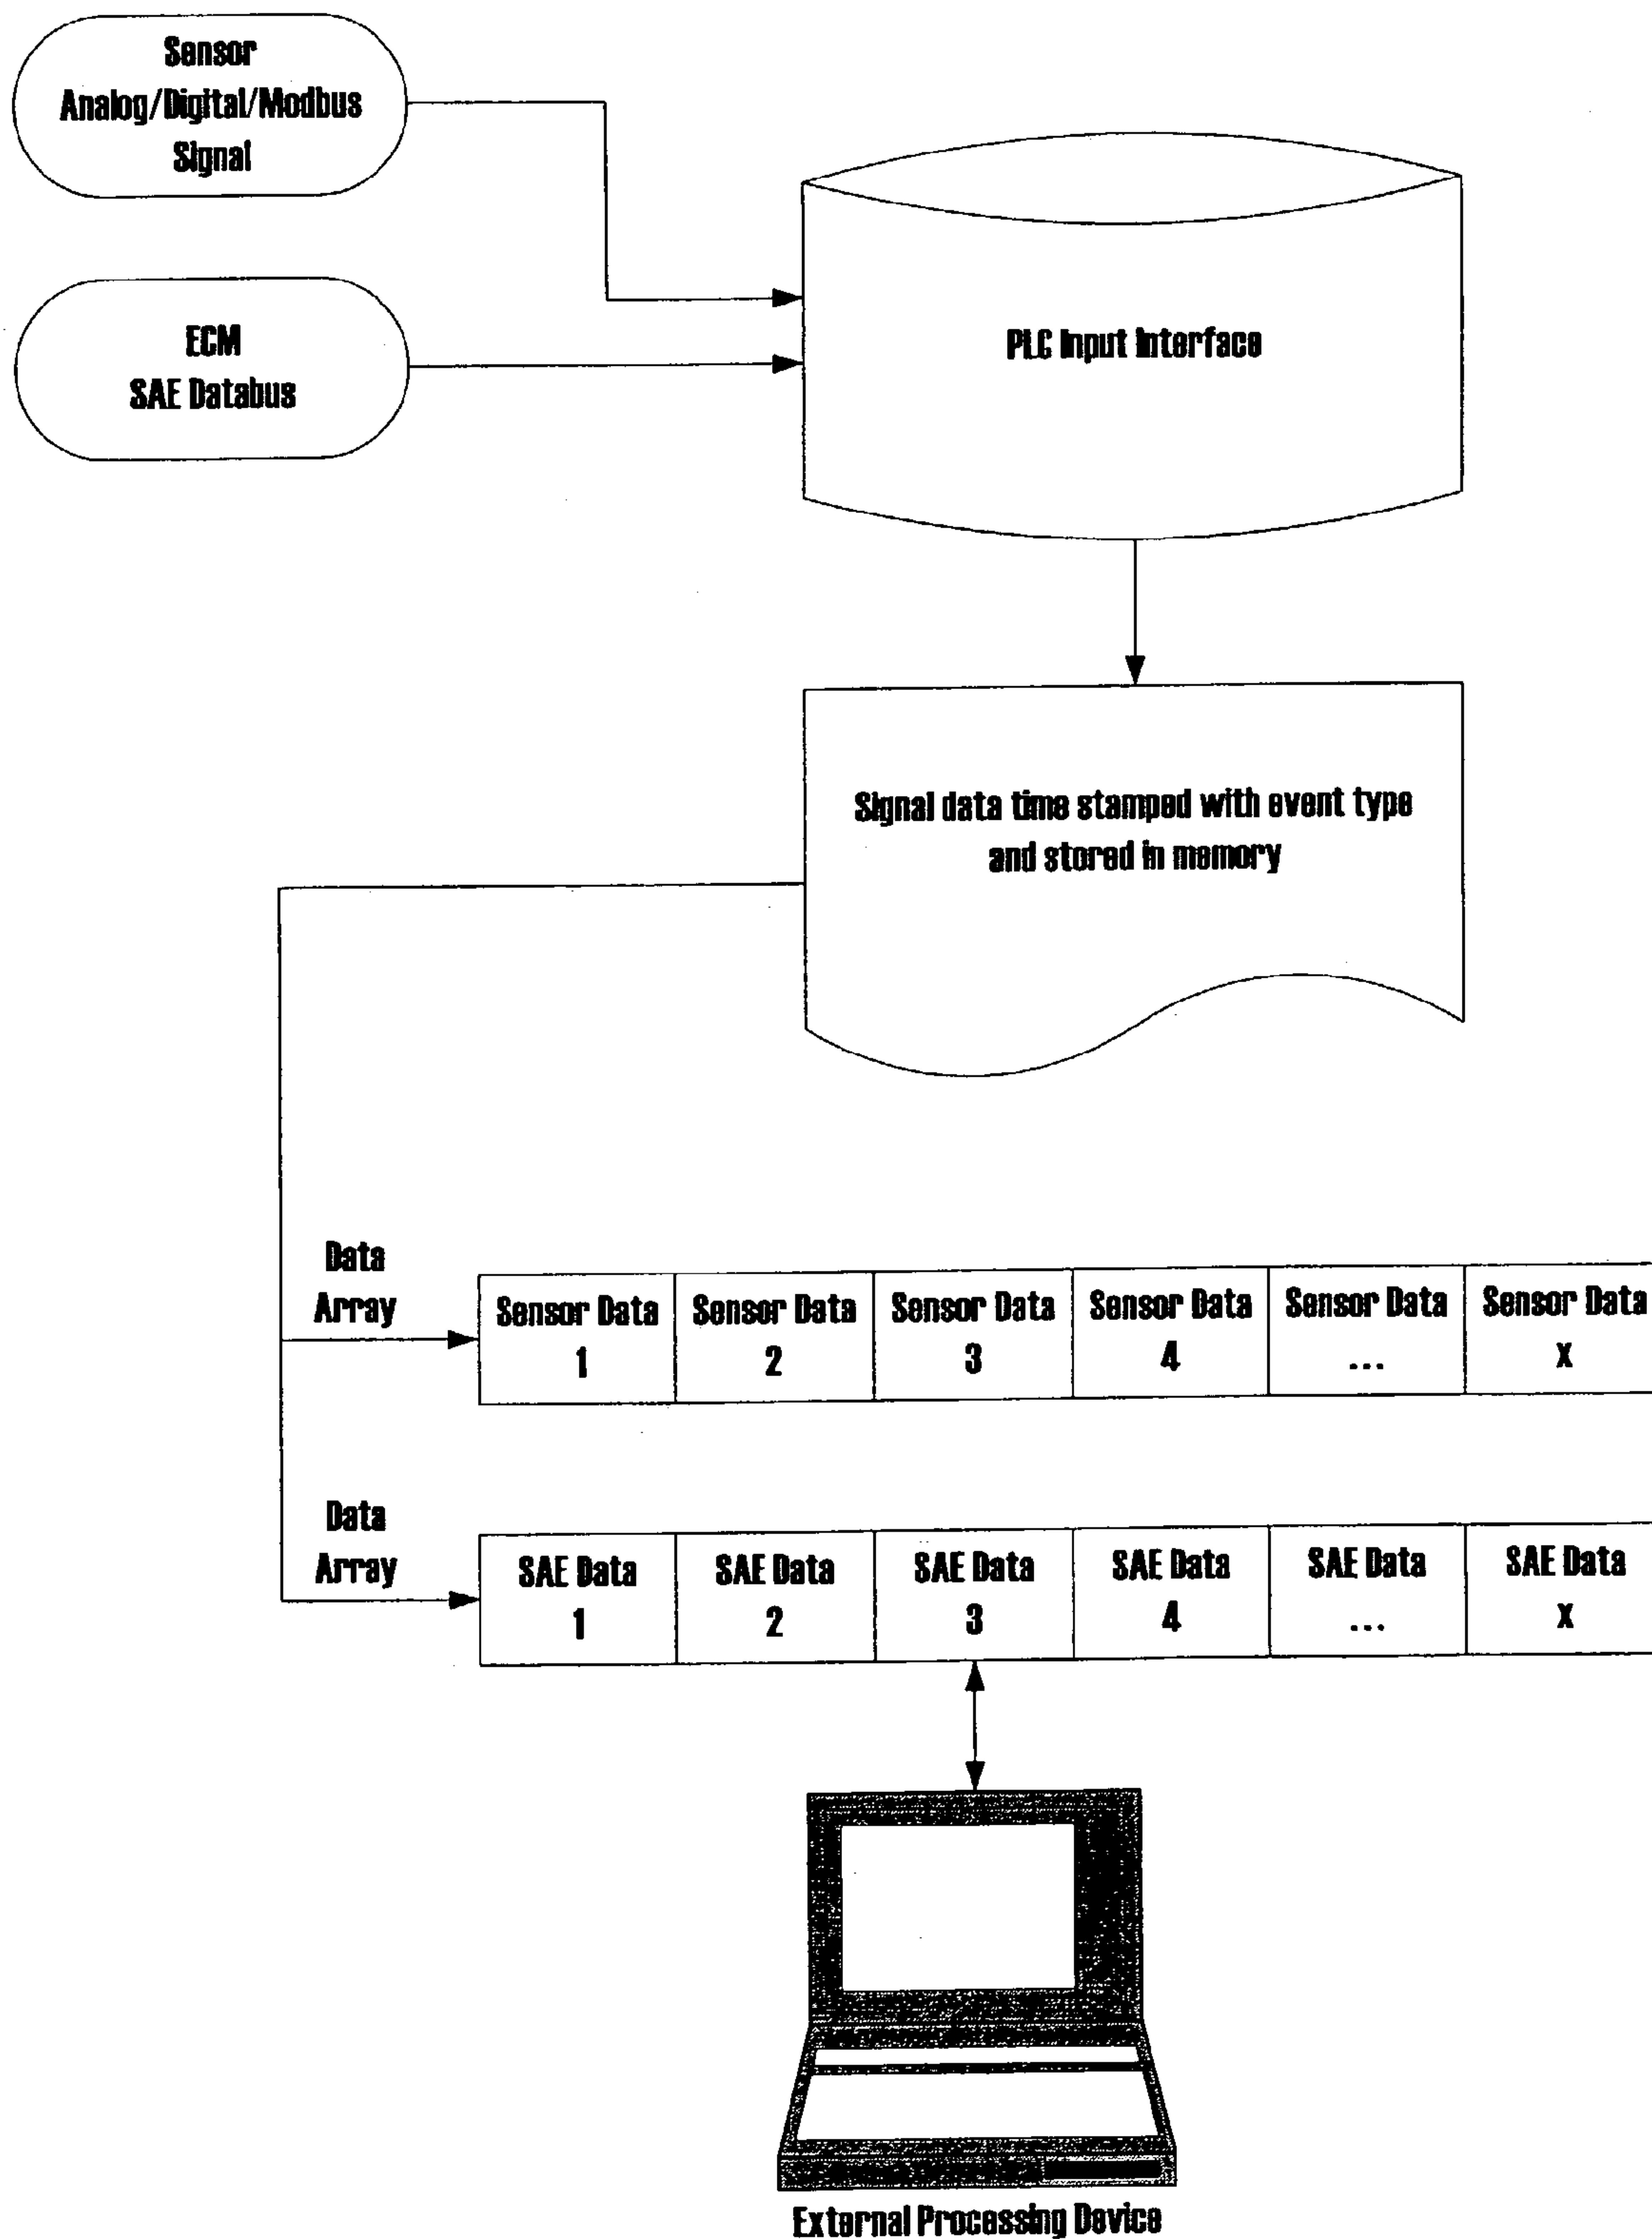 Sensor
Analog/Digital/Modbus
Signal
ECM
SAE Databus
PLC Input Interface
Signal data time stamped with event type
and stored in memory
Data
Array
Sensor Data
1
Sensor Data
2
Sensor Data
3
Sensor Data
4
Sensor Data
...
Sensor Data
x
Data
Array
SAE Data
1
SAE Data
2
SAE Data
3
SAE Data
4
SAE Data
...
SAE Data
x
External Processing Device